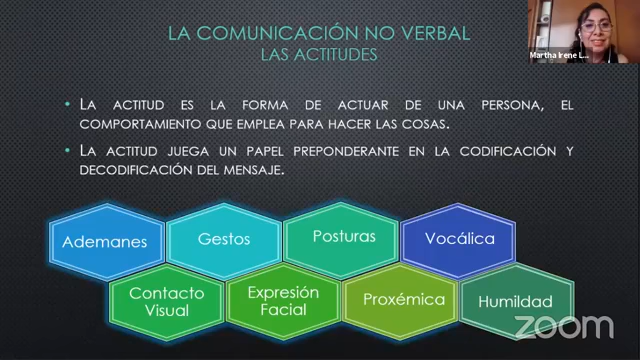 LA COMUNICACIÓN NO VERBAL
LAS ACTITUDES
Martha Irene L...
• LA ACTITUD ES LA FORMA DE ACTUAR DE UNA PERSONA, EL
COMPORTAMIENTO QUE EMPLEA PARA HACER LAS COSAS.
• LA ACTITUD JUEGA UN PAPEL PREPONDERANTE EN LA CODIFICACIÓN Y
DECODIFICACIÓN DEL MENSAJE.
Ademanes
Gestos
Posturas
Vocálica
Contacto
Visual
Expresión
Facial
Proxémica
Humildad
zoom